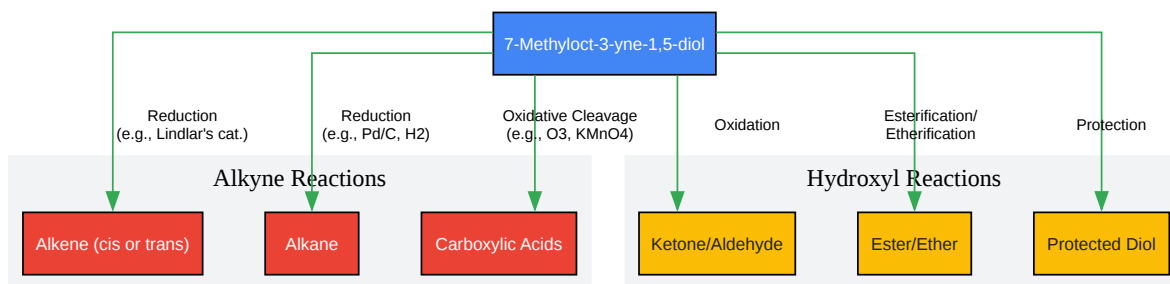 7-Methyloct-3-yne-1,5-diol
Reduction
(e.g., Lindlar's cat.)
Reduction
(e.g., Pd/C, H2)
Oxidative Cleavage
(e.g., O3, KMnO4)
Oxidation
Esterification/
Etherification
Protection
Alkyne Reactions
Hydroxyl Reactions
Alkene (cis or trans)
Alkane
Carboxylic Acids
Ketone/Aldehyde
Ester/Ether
Protected Diol